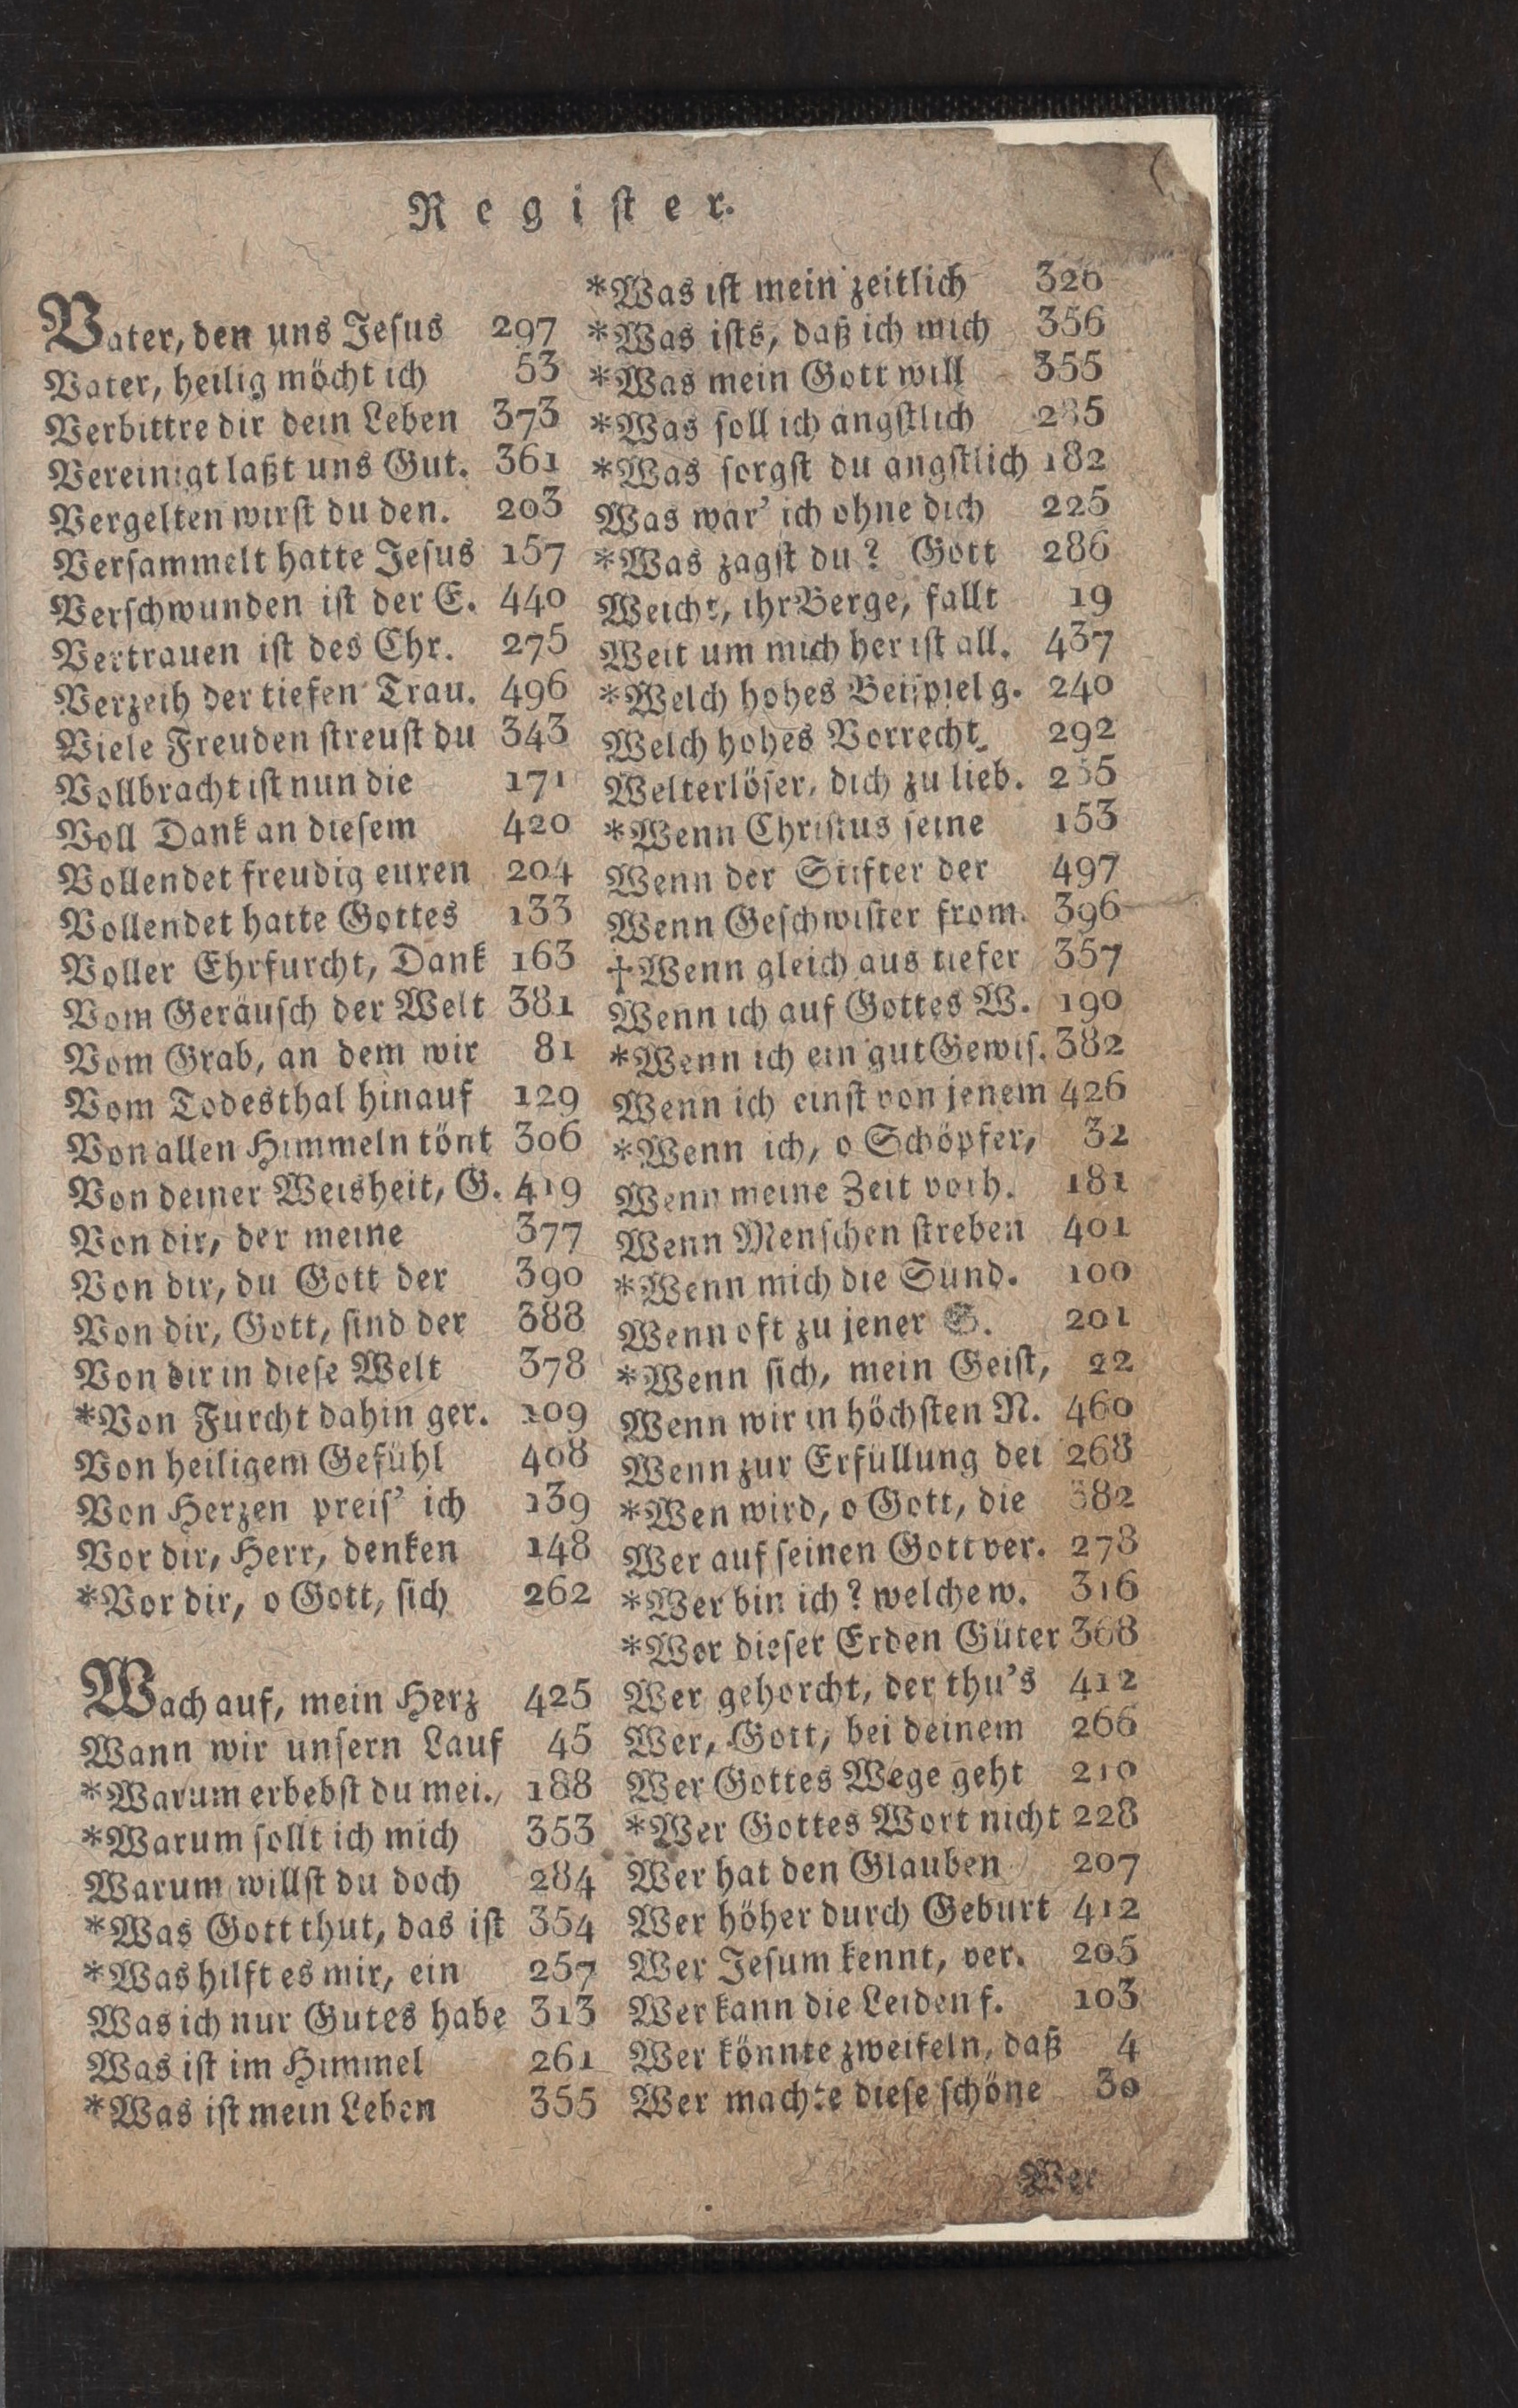 Regiſter.
Vater, den uns Jeſus 297
Vater, heilig möcht ich 53
Verbittre dir dein Leben 373
Vereinigt laßt uns Gut. 361
Vergelten wirſt du den. 203
Verſammelt hatte Jeſus 157
Verſchwunden iſt der E. 440
Vertrauen iſt des Chr. 275
Verzeih der tiefen Trau. 496
Viele Freuden ſtreuſt du 343
Vollbracht iſt nun die 171
Voll Dank an dieſem 420
Vollendet freudig euren 204
Vollendet hatte Gottes 133
Voller Ehrfurcht, Dank 163
Vom Geräuſch der Welt 381
Vom Grab, an dem wir 81
Vom Todesthal hinauf 129
Von allen Himmeln tönt 306
Von deiner Weisheit, G. 419
Von dir, der meine 377
Von dir, du Gott der 390
Von dir, Gott, ſind der 388
Von dir in dieſe Welt 378
*Von Furcht dahin ger. 109
Von heiligem Gefühl 408
Von Herzen preiſ' ich 139
Vor dir, Herr, denken 148
*Vor dir, o Gott, ſich 262
Wach auf, mein Herz 425
Wann wir unſern Lauf 45
*Warum erbebſt du mei. 188
*Warum ſollt ich mich 353
Warum willſt du doch 284
*Was Gott thut, das iſt 354
*Was hilft es mir, ein 257
Was ich nur Gutes habe 313
Was iſt im Himmel 261
*Was iſt mein Leben 355
*Was iſt mein zeitlich 326
*Was iſts, daß ich mich 356
*Was mein Gott will 355
*Was ſoll ich ängſtlich 285
*Was ſorgſt du ängſtlich 182
Was wär' ich ohne dich 225
*Was zagſt du? Gott 286
Weicht, ihr Berge, fallt 19
Weit um mich her iſt all. 437
*Welch hohes Beiſpiel g. 240
Welch hohes Vorrecht 292
Welterlöſer, dich zu lieb. 255
*Wenn Chriſtus ſeine 153
Wenn der Stifter der 497
Wenn Geſchwiſter from. 396
†Wenn gleich aus tiefer 357
Wenn ich auf Gottes W. 190
*Wenn ich ein gut Gewiſ. 382
Wenn ich einſt von jenem 426
*Wenn ich, o Schöpfer, 32
Wenn meine Zeit vorh. 181
Wenn Menſchen ſtreben 401
*Wenn mich die Sünd. 100
Wenn oft zu jener S. 201
*Wenn ſich, mein Geiſt, 22
Wenn wir in höchſten N. 460
Wenn zur Erfüllung der 268
*Wen wird, o Gott, die 382
Wer auf ſeinen Gott ver. 278
*Wer bin ich? welche w. 316
*Wer dieſer Erden Güter 368
Wer gehorcht, der thu's 412
Wer, Gott, bei deinem 266
Wer Gottes Wege geht 210
*Wer Gottes Wort nicht 228
Wer hat den Glauben 207
Wer höher durch Geburt 412
Wer Jeſum kennt, ver. 205
Wer kann die Leiden f. 103
Wer könnte zweifeln, daß 4
Wer machte dieſe ſchöne 30
Wer